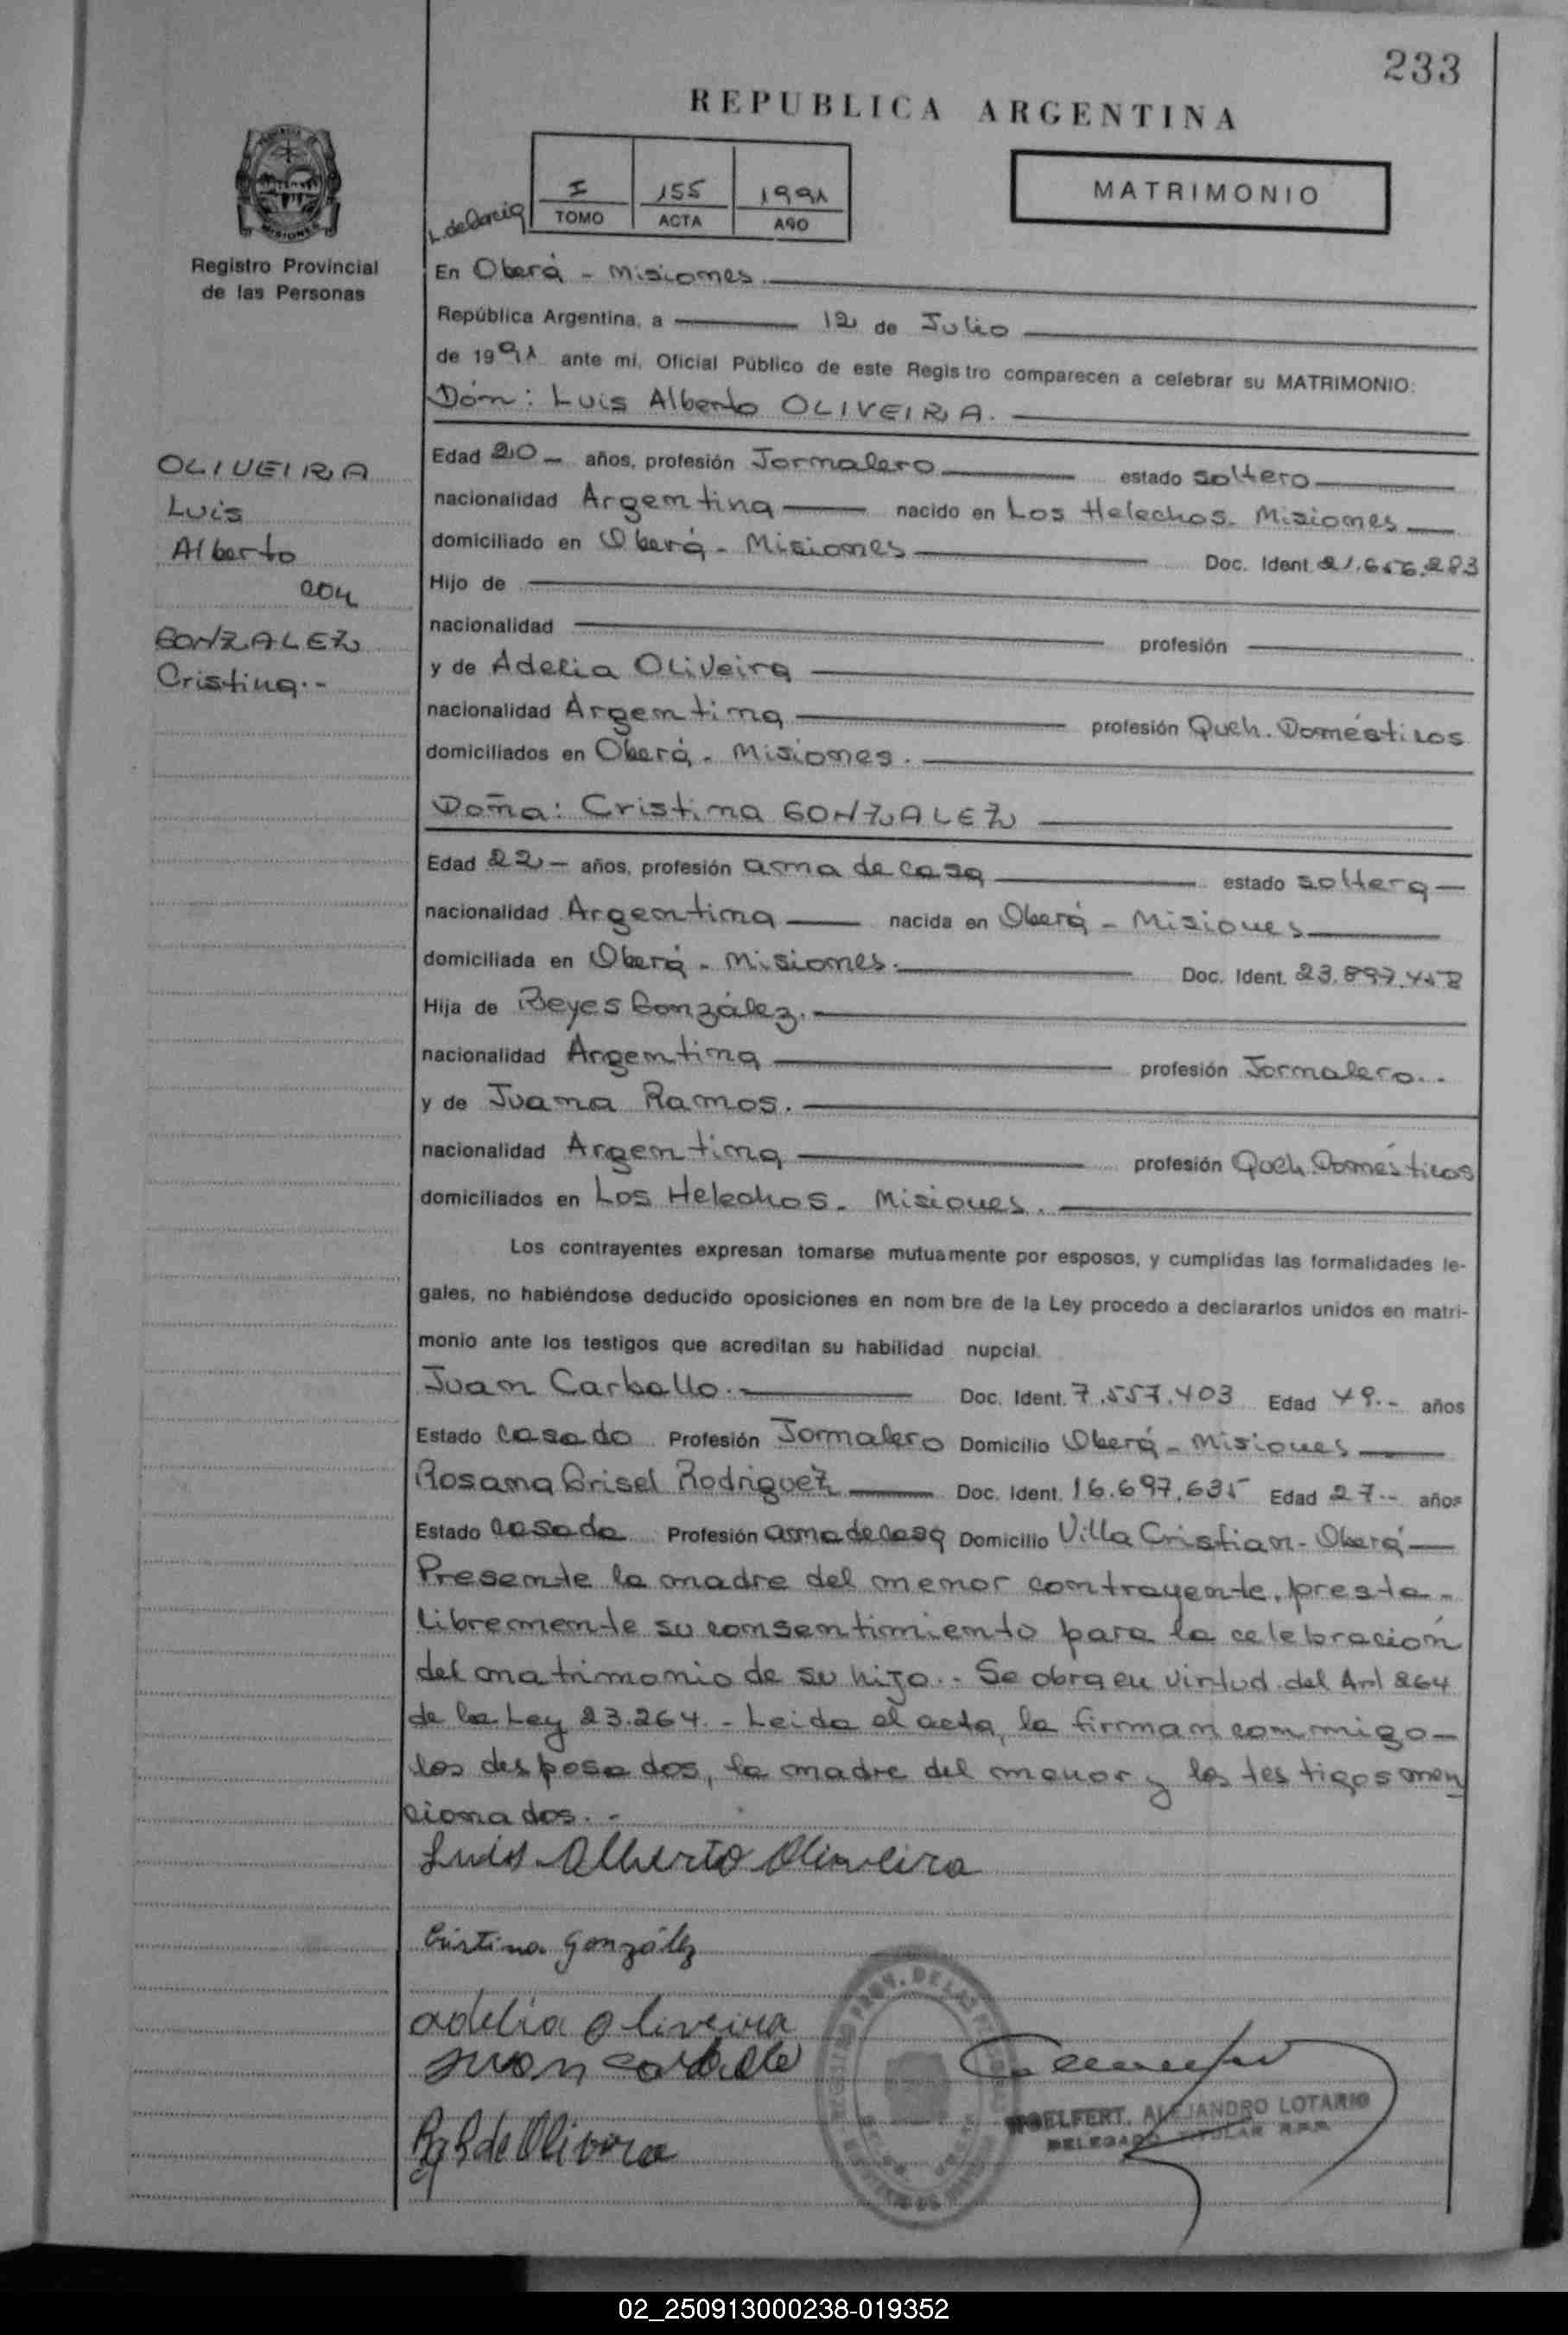 233
REPUBLICA ARGENTINA
I 155 1991
TOMO ACTA AÑO
MATRIMONIO
MISIONES
Registro Provincial
de las Personas
En Oberá - Misiones.
República Argentina, a 12 de Julio
de 1991 ante mi, Oficial Público de este Registro comparecen a celebrar su MATRIMONIO:
Don: Luis Alberto OLIVEIRA.
OLIVEIRA
Luis
Alberto
con
GONZALEZ
Cristina.-
Edad 20- años, profesión Jornalero estado soltero
nacionalidad Argentina nacido en Los Helechos. Misiones
domiciliado en Oberá - Misiones Doc. Ident. 21.656.283
Hijo de
nacionalidad profesión
y de Adelia Oliveira
nacionalidad Argentina profesión Queh. Domésticos
domiciliados en Oberá. Misiones.
Doña: Cristina GONZALEZ
Edad 22- años, profesión ama de casa estado soltera
nacionalidad Argentina nacida en Oberá - Misiones
domiciliada en Oberá. Misiones. Doc. Ident. 23.897.458
Hija de Reyes González.
nacionalidad Argentina profesión Jornalero..
y de Juana Ramos.
nacionalidad Argentina profesión Queh. Domésticos
domiciliados en Los Helechos. Misiones.
Los contrayentes expresan tomarse mutuamente por esposos, y cumplidas las formalidades le-
gales, no habiéndose deducido oposiciones en nom bre de la Ley procedo a declararlos unidos en matri-
monio ante los testigos que acreditan su habilidad nupcial.
Juan Carballo. Doc. Ident. 7.557.403 Edad 49.- años
Estado casado Profesión Jornalero Domicilio Oberá - Misiones
Rosana Grisel Rodriguez Doc. Ident. 16.697.635 Edad 27.- años
Estado casada Profesión ama de casa Domicilio Villa Cristian - Oberá
Presente la madre del menor contrayente, presta-
libremente su consentimiento para la celebración
del matrimonio de su hijo.. Se obra en virtud del Art 264
de la Ley 23.264. - Leida el acta, la firman conmigo-
los desposados, la madre del menor y los testigos men
cionados. -
Luis Alberto Oliveira
Cristina González
adelia oliveira
Juan Carballo
R G R de Olivera
WOELFERT, ALEJANDRO LOTARIO
DELEGADO TITULAR R.P.P.
02_250913000238-019352